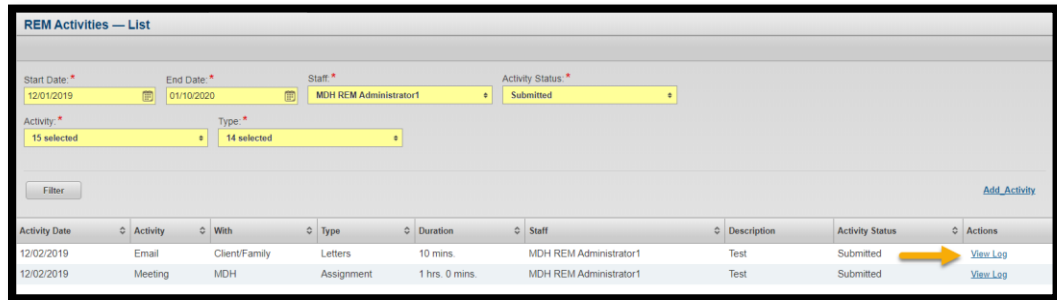 REM Activities — List
Start Date: * End Date: * Staff: * Activity Status: *
12/01/2019 01/10/2020 MDH REM Administrator1 Submitted
Activity: * Type: *
15 selected 14 selected
Filter Add_Activity
Activity Date Activity With Type Duration Staff Description Activity Status Actions
12/02/2019 Email Client/Family Letters 10 mins. MDH REM Administrator1 Test Submitted View Log
12/02/2019 Meeting MDH Assignment 1 hrs. 0 mins. MDH REM Administrator1 Test Submitted View Log